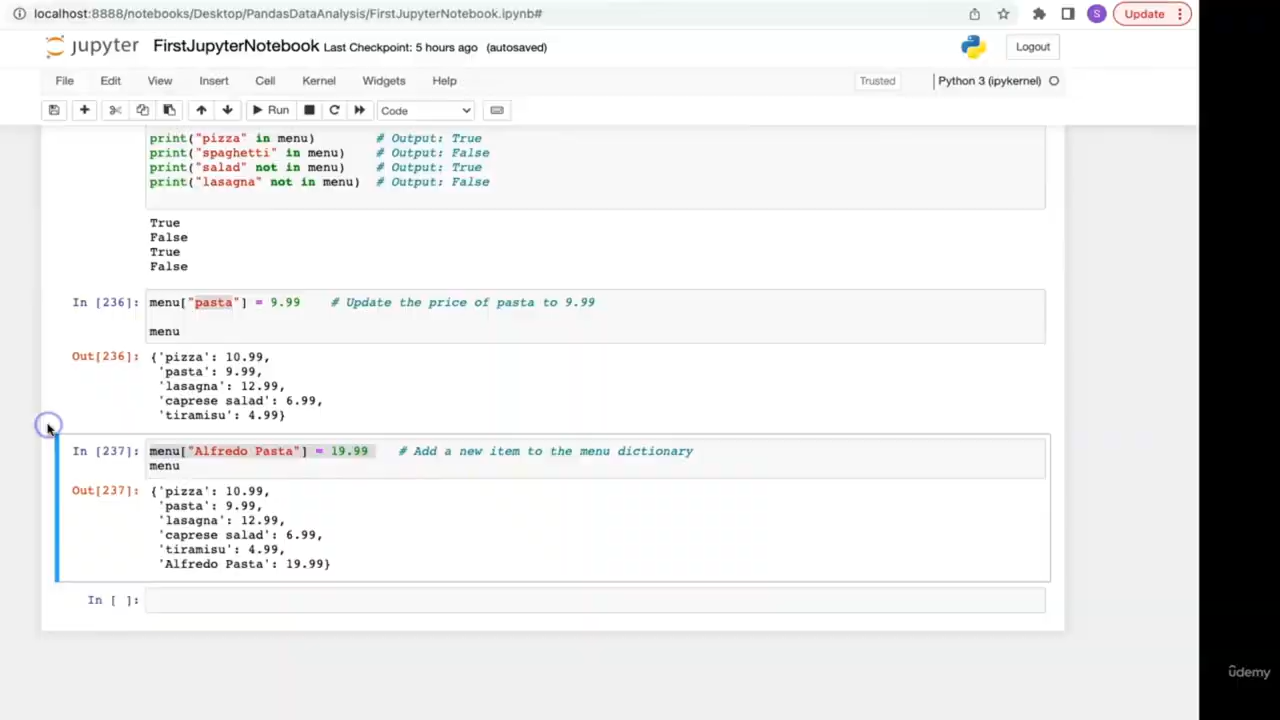 localhost:8888/notebooks/Desktop/PandasDataAnalysis/FirstJupyterNotebook.ipynb#
S
Update
jupyter FirstJupyterNotebook Last Checkpoint: 5 hours ago (autosaved)
Logout
File Edit View Insert Cell Kernel Widgets Help
Trusted
Python 3 (ipykernel)
Run
Code
print("pizza" in menu) # Output: True
print("spaghetti" in menu) # Output: False
print("salad" not in menu) # Output: True
print("lasagna" not in menu) # Output: False
True
False
True
False
In [236]: menu["pasta"] = 9.99 # Update the price of pasta to 9.99
menu
Out[236]: {'pizza': 10.99,
'pasta': 9.99,
'lasagna': 12.99,
'caprese salad': 6.99,
'tiramisu': 4.99}
In [237]: menu["Alfredo Pasta"] = 19.99 # Add a new item to the menu dictionary
menu
Out[237]: {'pizza': 10.99,
'pasta': 9.99,
'lasagna': 12.99,
'caprese salad': 6.99,
'tiramisu': 4.99,
'Alfredo Pasta': 19.99}
In [ ]:
ûdemy